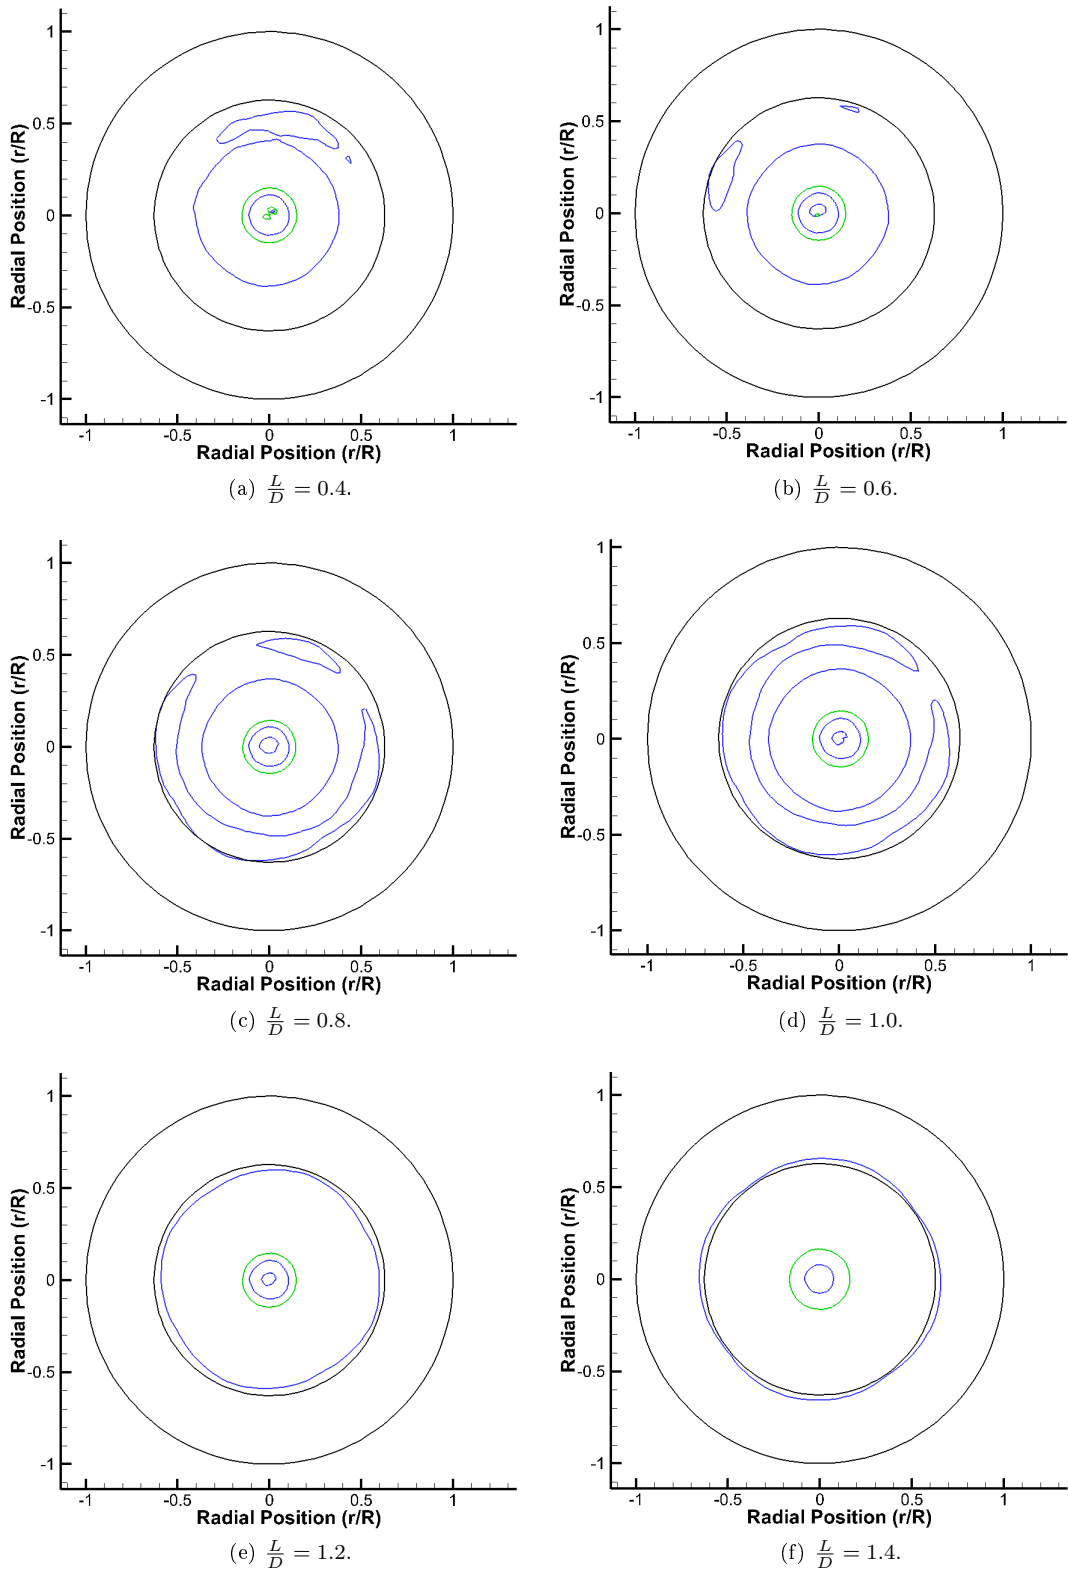 1
0.5
0
-0.5
-1
Radial Position (r/R)
-1 -0.5 0 0.5 1
Radial Position (r/R)
(a) L/D = 0.4.
1
0.5
0
-0.5
-1
Radial Position (r/R)
-1 -0.5 0 0.5 1
Radial Position (r/R)
(b) L/D = 0.6.
1
0.5
0
-0.5
-1
Radial Position (r/R)
-1 -0.5 0 0.5 1
Radial Position (r/R)
(c) L/D = 0.8.
1
0.5
0
-0.5
-1
Radial Position (r/R)
-1 -0.5 0 0.5 1
Radial Position (r/R)
(d) L/D = 1.0.
1
0.5
0
-0.5
-1
Radial Position (r/R)
-1 -0.5 0 0.5 1
Radial Position (r/R)
(e) L/D = 1.2.
1
0.5
0
-0.5
-1
Radial Position (r/R)
-1 -0.5 0 0.5 1
Radial Position (r/R)
(f) L/D = 1.4.